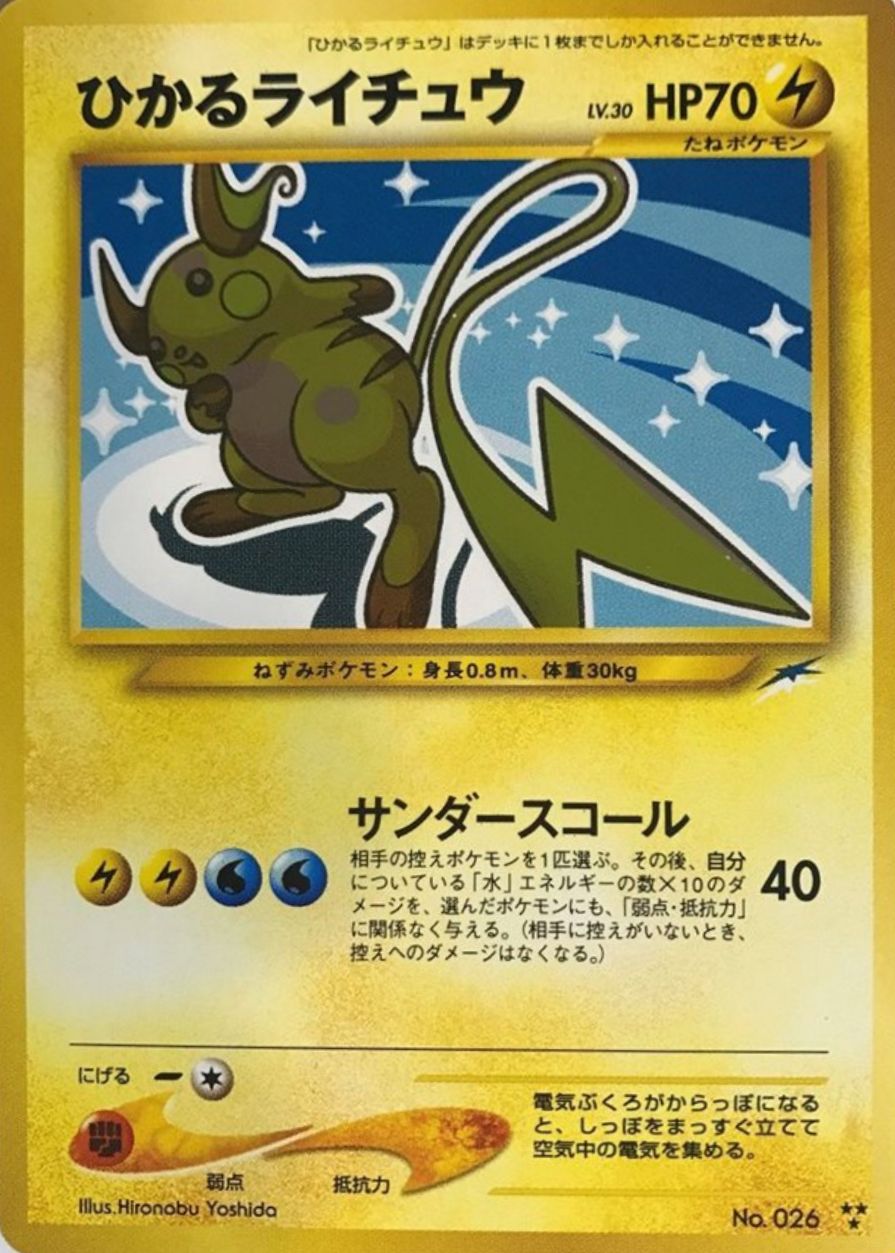 「ひかるライチュウ」はデッキに1枚までしか入れることができません。
ひかるライチュウ LV.30 HP70
たねポケモン
ねずみポケモン：身長0.8m、体重30kg
サンダースコール
相手の控えポケモンを1匹選ぶ。その後、自分
についている「水」エネルギーの数×10のダ
メージを、選んだポケモンにも、「弱点・抵抗力」
に関係なく与える。（相手に控えがいないとき、
控えへのダメージはなくなる。）
40
にげる
弱点
抵抗力
電気ぶくろがからっぽになる
と、しっぽをまっすぐ立てて
空気中の電気を集める。
Illus.Hironobu Yoshida
No. 026